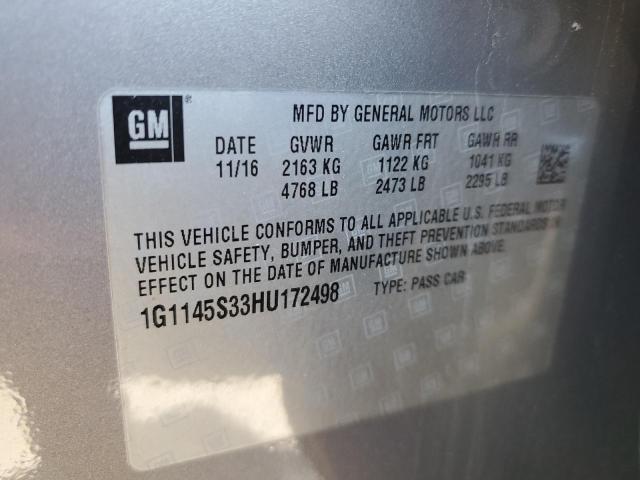 GM ®
MFD BY GENERAL MOTORS LLC
DATE GVWR GAWR FRT GAWR RR
11/16 2163 KG 1122 KG 1041 KG
4768 LB 2473 LB 2295 LB
THIS VEHICLE CONFORMS TO ALL APPLICABLE U.S. FEDERAL MOTOR
VEHICLE SAFETY, BUMPER, AND THEFT PREVENTION STANDARDS IN
EFFECT ON THE DATE OF MANUFACTURE SHOWN ABOVE.
1G1145S33HU172498 TYPE: PASS CAR